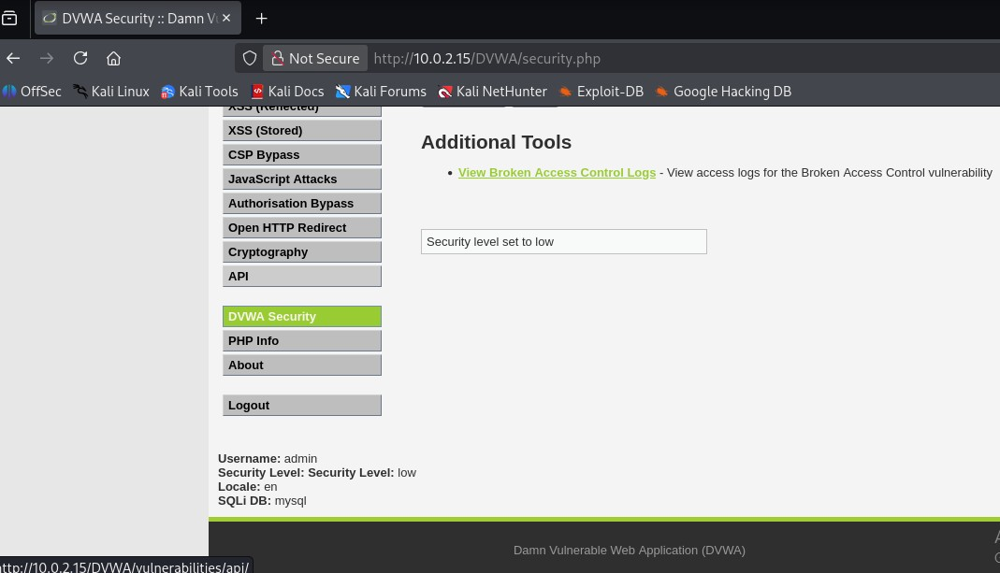 DVWA Security :: Damn Vu
Not Secure http://10.0.2.15/DVWA/security.php
OffSec Kali Linux Kali Tools Kali Docs Kali Forums Kali NetHunter Exploit-DB Google Hacking DB
XSS (Reflected)
XSS (Stored)
CSP Bypass
JavaScript Attacks
Authorisation Bypass
Open HTTP Redirect
Cryptography
API
DVWA Security
PHP Info
About
Logout
Additional Tools
• View Broken Access Control Logs - View access logs for the Broken Access Control vulnerability
Security level set to low
Username: admin
Security Level: Security Level: low
Locale: en
SQLi DB: mysql
Damn Vulnerable Web Application (DVWA)
http://10.0.2.15/DVWA/vulnerabilities/api/